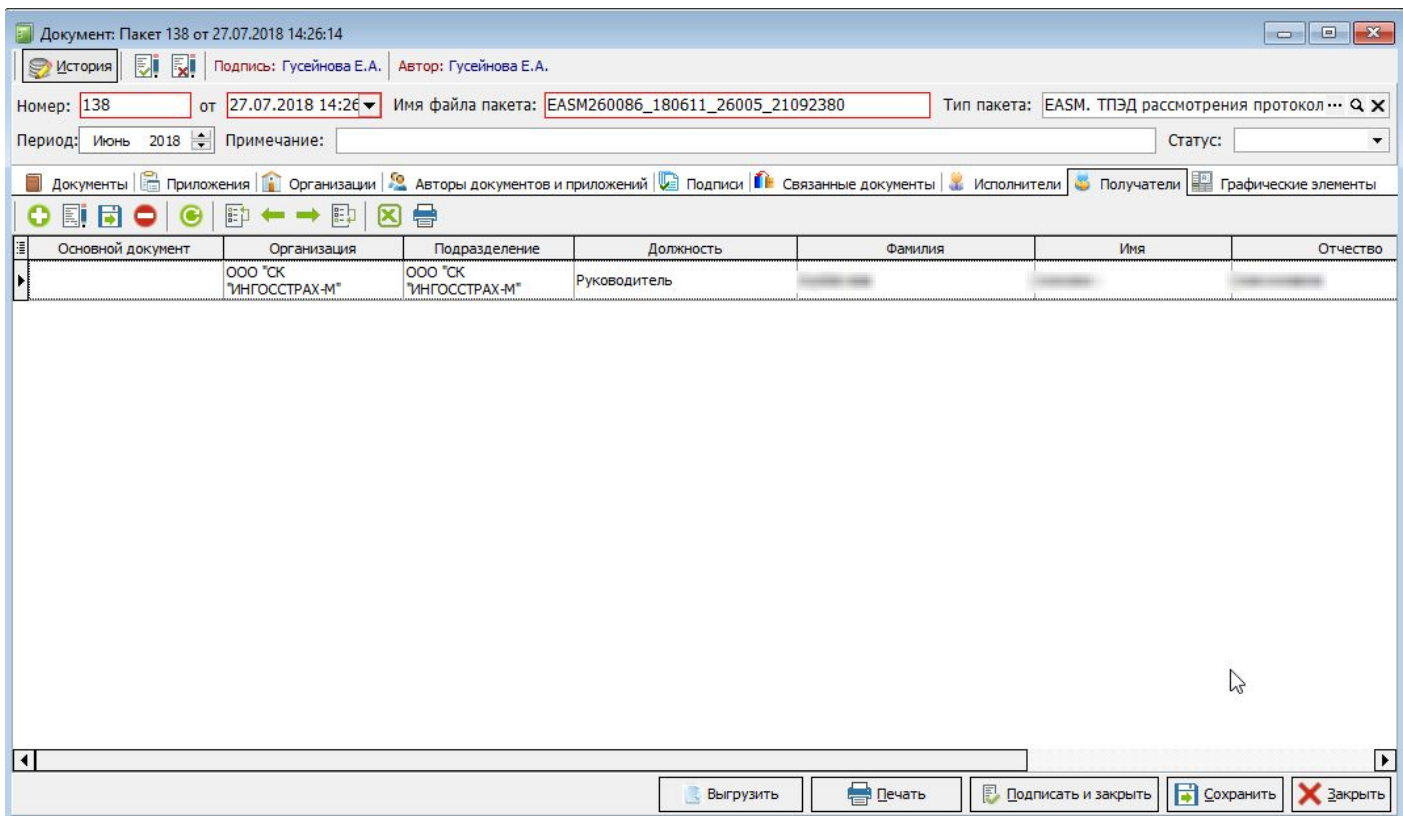 Документ: Пакет 138 от 27.07.2018 14:26:14
История Подпись: Гусейнова Е.А. Автор: Гусейнова Е.А.
Номер: 138 от 27.07.2018 14:26 Имя файла пакета: EASM260086_180611_26005_21092380 Тип пакета: EASM. ТПЭД рассмотрения протокол ...
Период: Июнь 2018 Примечание: Статус:
Документы Приложения Организации Авторы документов и приложений Подписи Связанные документы Исполнители Получатели Графические элементы
Основной документ Организация Подразделение Должность Фамилия Имя Отчество
ООО "СК ООО "СК
"ИНГОССТРАХ-М" "ИНГОССТРАХ-М" Руководитель
Выгрузить Печать Подписать и закрыть Сохранить Закрыть